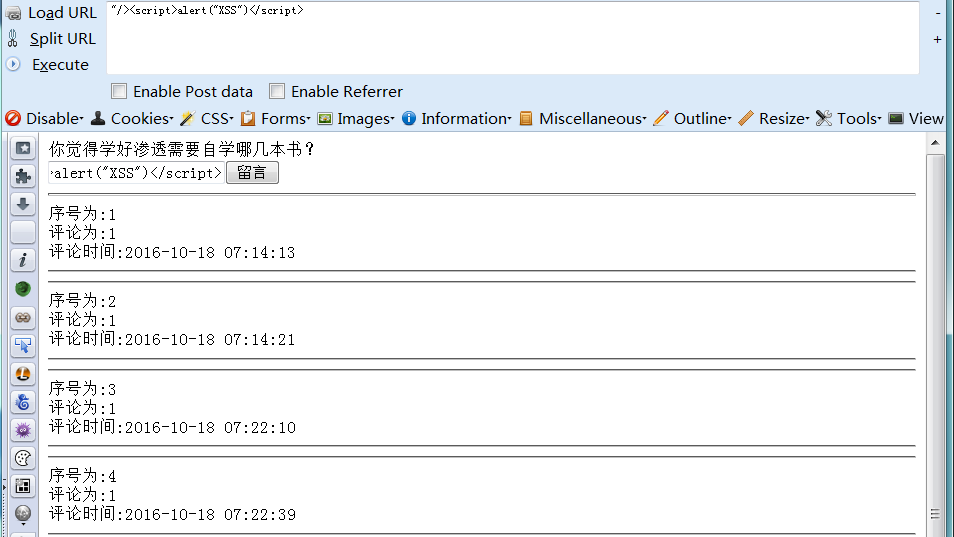 Load URL
"/><script>alert("XSS")</script>
-
Split URL
+
Execute
Enable Post data Enable Referrer
Disable Cookies CSS Forms Images Information Miscellaneous Outline Resize Tools View
你觉得学好渗透需要自学哪几本书？
alert("XSS")</script> 留言
序号为:1
评论为:1
评论时间:2016-10-18 07:14:13
序号为:2
评论为:1
评论时间:2016-10-18 07:14:21
序号为:3
评论为:1
评论时间:2016-10-18 07:22:10
序号为:4
评论为:1
评论时间:2016-10-18 07:22:39